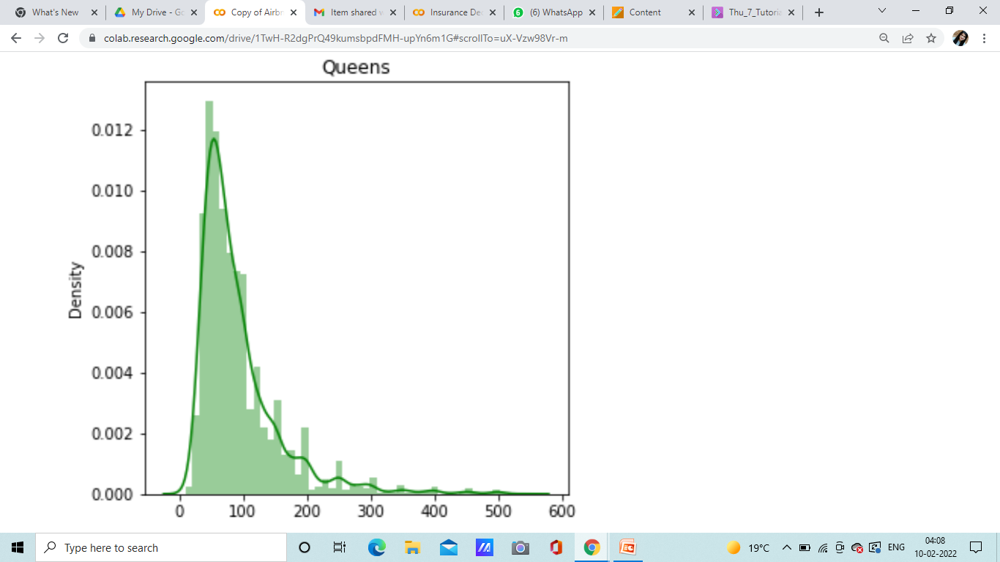 What's New
My Drive - Go
Copy of Airbn
Item shared w
Insurance De
(6) WhatsApp
Content
Thu_7_Tutoria
colab.research.google.com/drive/1TwH-R2dgPrQ49kumsbpdFMH-upYn6m1G#scrollTo=uX-Vzw98Vr-m
Queens
Density
0.012
0.010
0.008
0.006
0.004
0.002
0.000
0 100 200 300 400 500 600
Type here to search
19°C
ENG
04:08
10-02-2022